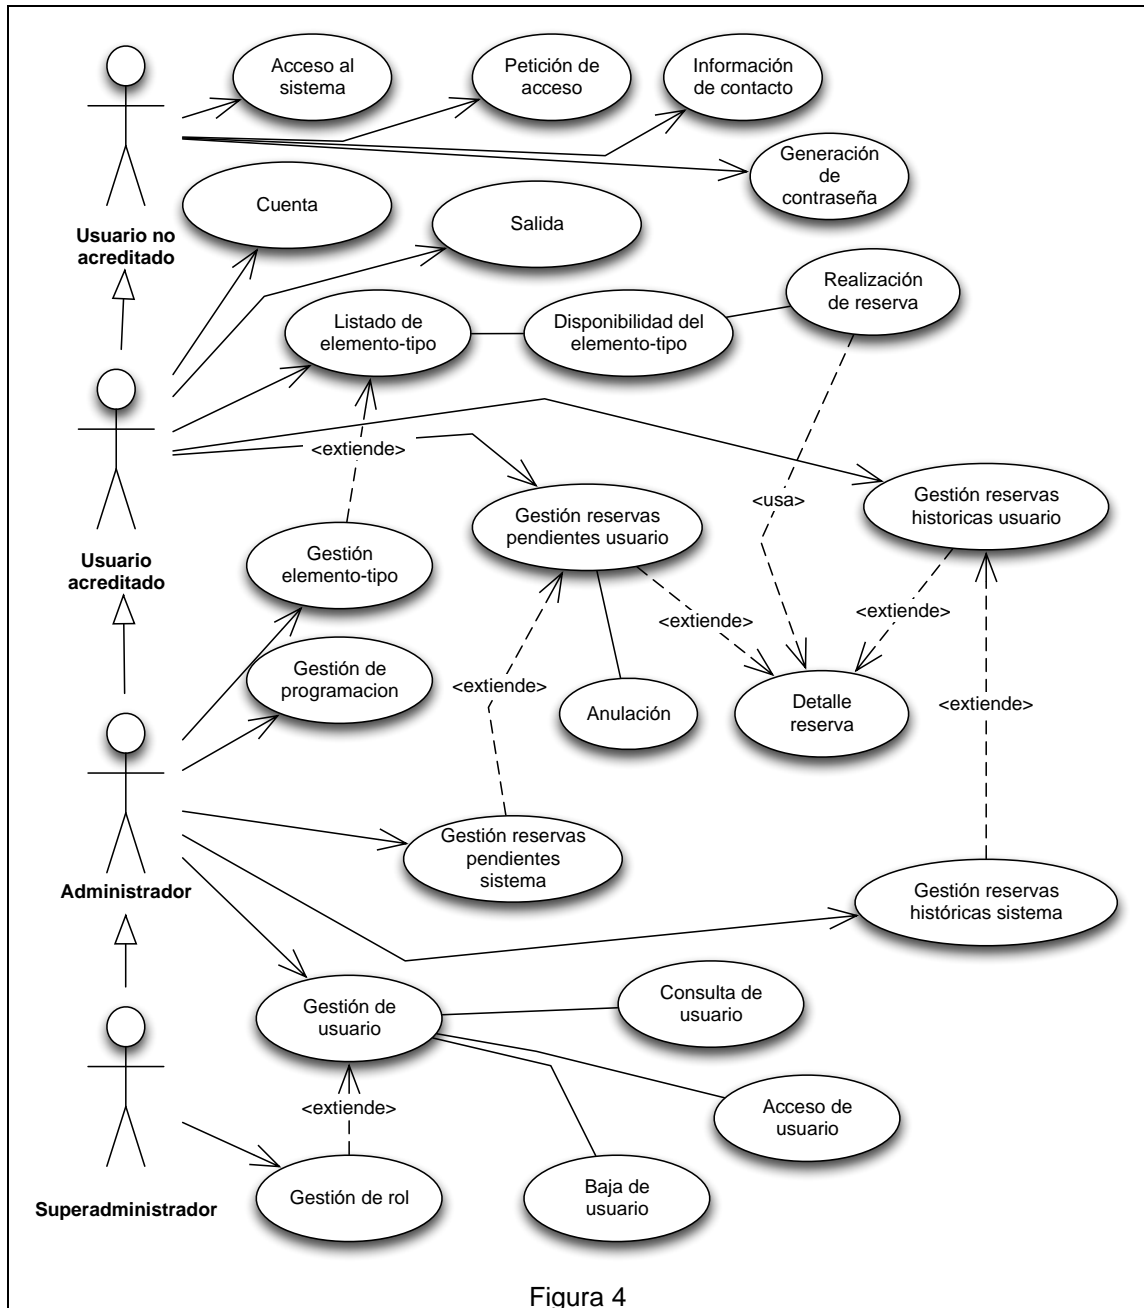 Acceso al
sistema
Petición de
acceso
Información
de contacto
Generación
de
contraseña
Usuario no
acreditado
Cuenta
Salida
Realización
de reserva
Listado de
elemento-tipo
Disponibilidad del
elemento-tipo
<extiende>
<usa>
Gestión reservas
historicas usuario
Gestión reservas
pendientes usuario
Usuario
acreditado
Gestión
elemento-tipo
<extiende>
<extiende>
Gestión de
programacion
<extiende>
Anulación
Detalle
reserva
<extiende>
Gestión reservas
pendientes
sistema
Administrador
Gestión reservas
históricas sistema
Gestión de
usuario
Consulta de
usuario
<extiende>
Acceso de
usuario
Superadministrador
Gestión de rol
Baja de
usuario
Figura 4